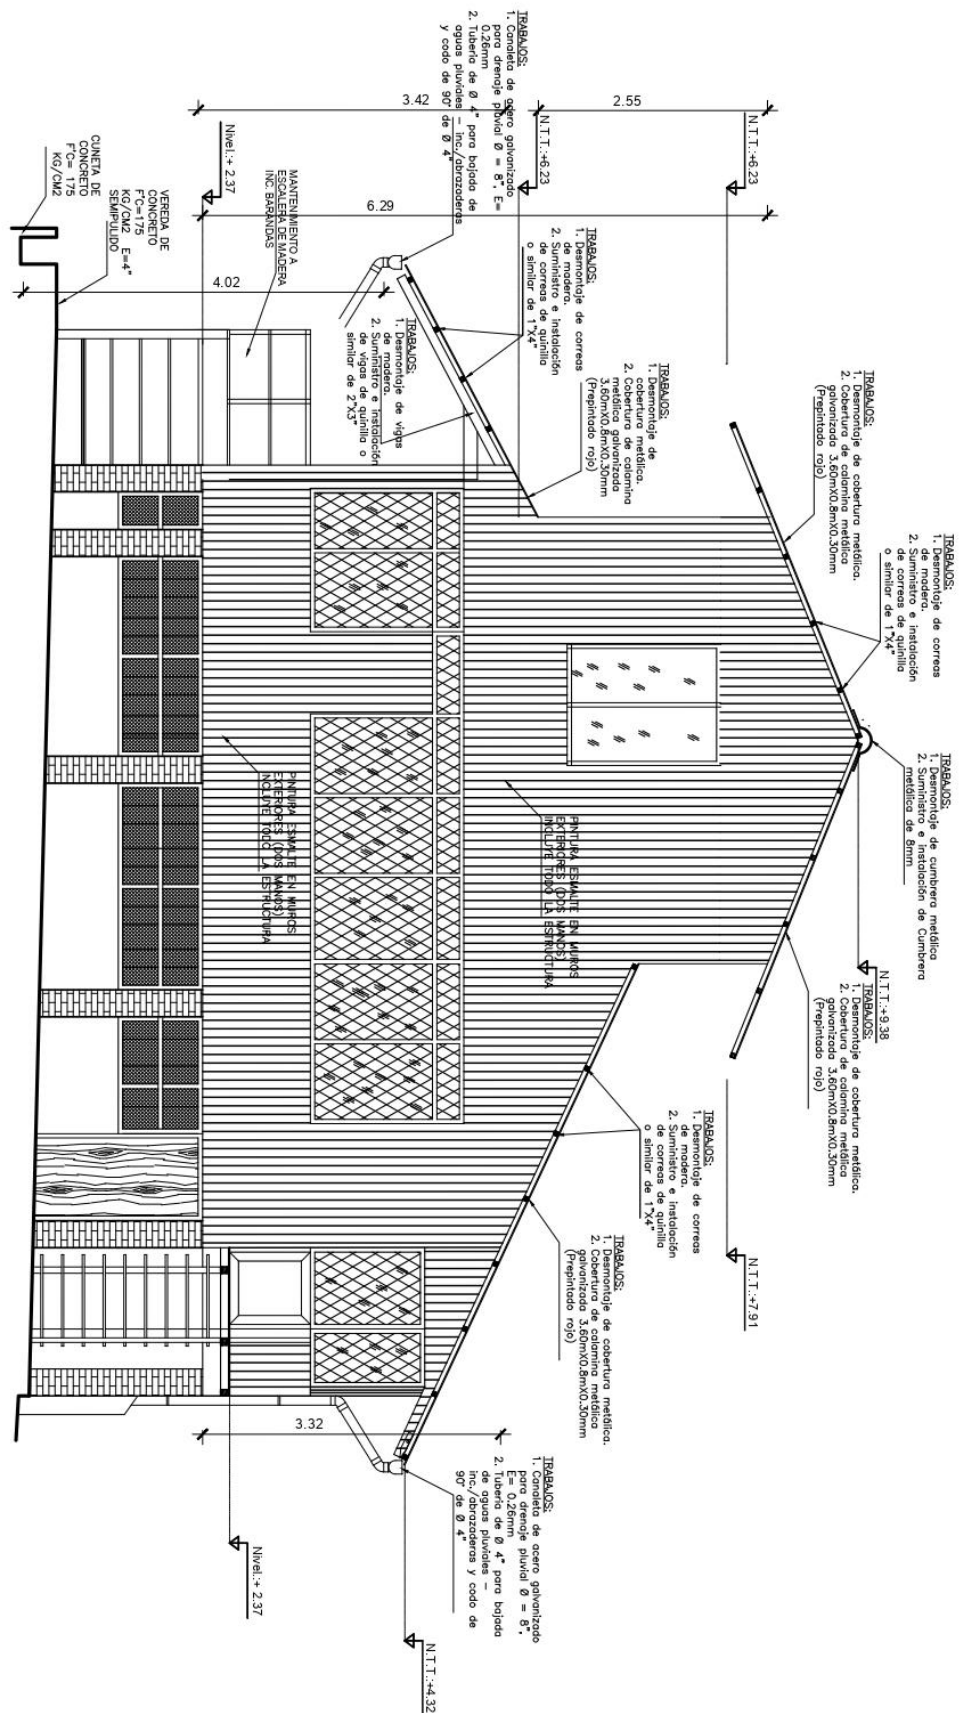 TRABAJOS:
1. Canaleta de acero galvanizado
para drenaje pluvial Ø = 8", E=
0.26mm
2. Tubería de Ø 4" para bajada de
aguas pluviales – inc./abrazaderas
y codo de 90° de Ø 4"
3.42
2.55
N.T.T.:+6.23
N.T.T.:+6.23
Nivel.:+ 2.37
6.29
4.02
MANTENIMIENTO A
ESCALERA DE MADERA
INC. BARANDAS
VEREDA DE
CONCRETO
F'C=175
KG/CM2 E=4"
SEMIPULIDO
CUNETA DE
CONCRETO
F'C= 175
KG/CM2
TRABAJOS:
1. Desmontaje de correas
de madera.
2. Suministro e instalación
de correas de quinilla
o similar de 1"X4"
TRABAJOS:
1. Desmontaje de vigas
de madera.
2. Suministro e instalación
de vigas de quinilla o
similar de 2"X3"
TRABAJOS:
1. Desmontaje de
cobertura metálica.
2. Cobertura de calamina
metálica galvanizada
3.60mX0.8mX0.30mm
(Prepintado rojo)
TRABAJOS:
1. Desmontaje de cobertura metálica.
2. Cobertura de calamina metálica
galvanizada 3.60mX0.8mX0.30mm
(Prepintado rojo)
TRABAJOS:
1. Desmontaje de correas
de madera.
2. Suministro e instalación
de correas de quinilla
o similar de 1"X4"
TRABAJOS:
1. Desmontaje de cumbrera metálica
2. Suministro e instalación de Cumbrera
metálica de 8mm
N.T.T.:+9.38
TRABAJOS:
1. Desmontaje de cobertura metálica.
2. Cobertura de calamina metálica
galvanizada 3.60mX0.8mX0.30mm
(Prepintado rojo)
PINTURA ESMALTE EN MUROS
EXTERIORES (DOS MANOS)
INCLUYE TODO LA ESTRUCTURA
PINTURA ESMALTE EN MUROS
EXTERIORES (DOS MANOS)
INCLUYE TODO LA ESTRUCTURA
TRABAJOS:
1. Desmontaje de correas
de madera.
2. Suministro e instalación
de correas de quinilla
o similar de 1"X4"
N.T.T.:+7.91
TRABAJOS:
1. Desmontaje de cobertura metálica.
2. Cobertura de calamina metálica
galvanizada 3.60mX0.8mX0.30mm
(Prepintado rojo)
3.32
TRABAJOS:
1. Canaleta de acero galvanizado
para drenaje pluvial Ø = 8",
E= 0.26mm
2. Tubería de Ø 4" para bajada
de aguas pluviales –
inc./abrazaderas y codo de
90° de Ø 4"
Nivel.:+ 2.37
N.T.T.:+4.32